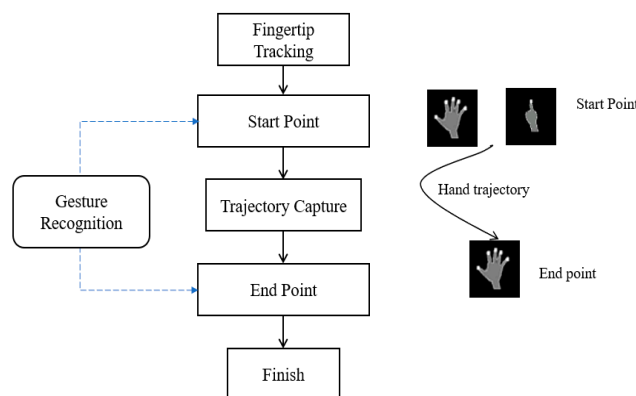 Fingertip
Tracking
Start Point
Start Point
Gesture
Recognition
Trajectory Capture
Hand trajectory
End Point
End point
Finish